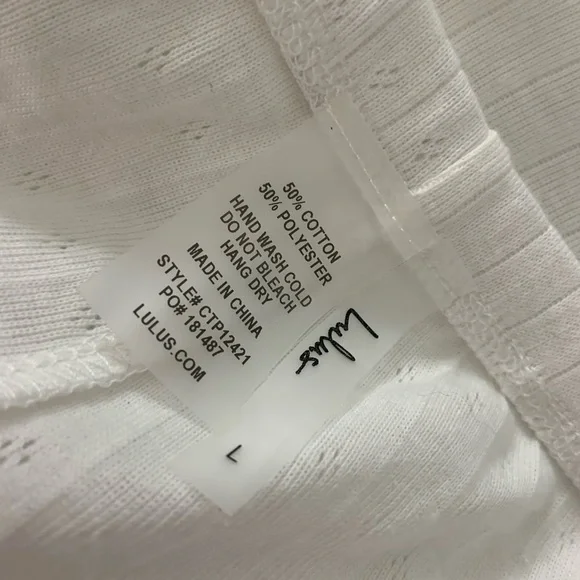 50% COTTON
50% POLYESTER
HAND WASH COLD
DO NOT BLEACH
HANG DRY
MADE IN CHINA
STYLE# CTP12421
PO# 181487
LULUS.COM
Lulus
L